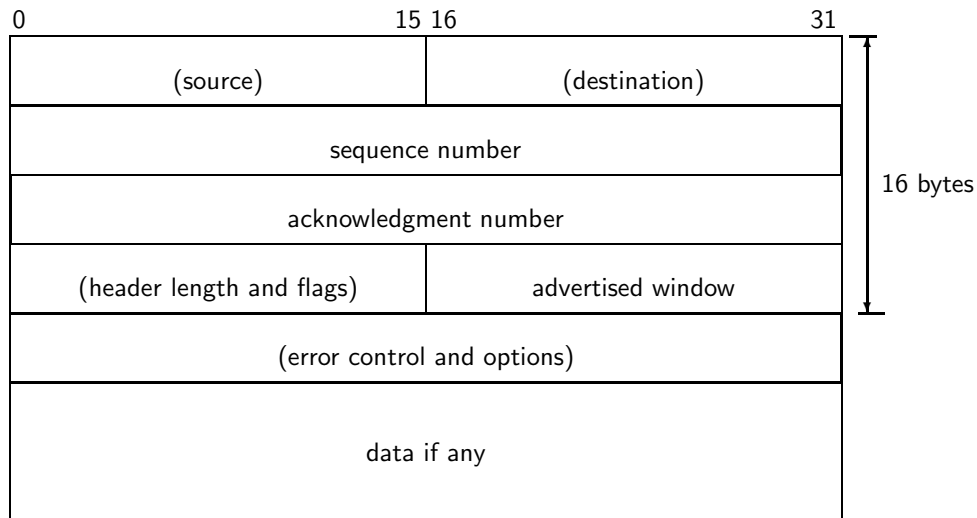 0 15 16 31
(source) (destination)
sequence number
16 bytes
acknowledgment number
(header length and flags) advertised window
(error control and options)
data if any